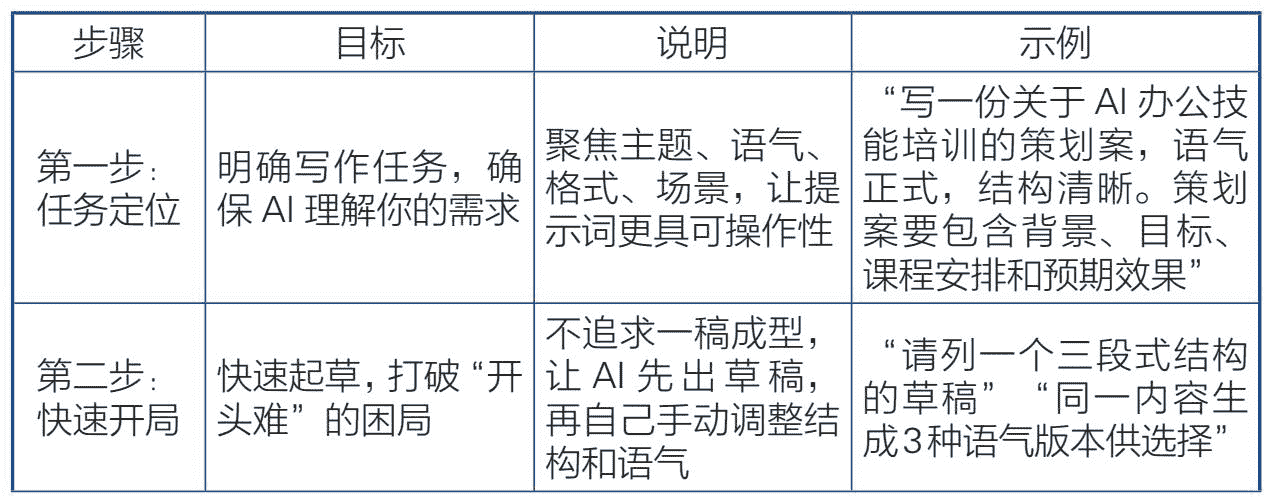 步骤
目标
说明
示例
第一步：
任务定位
明确写作任务，确
保 AI 理解你的需求
聚焦主题、语气、
格式、场景，让提
示词更具可操作性
“写一份关于 AI 办公技
能培训的策划案，语气
正式，结构清晰。策划
案要包含背景、目标、
课程安排和预期效果”
第二步：
快速开局
快速起草，打破“开
头难”的困局
不追求一稿成型，
让 AI 先出草稿，
再自己手动调整结
构和语气
“请列一个三段式结构
的草稿” “同一内容生
成3种语气版本供选择”